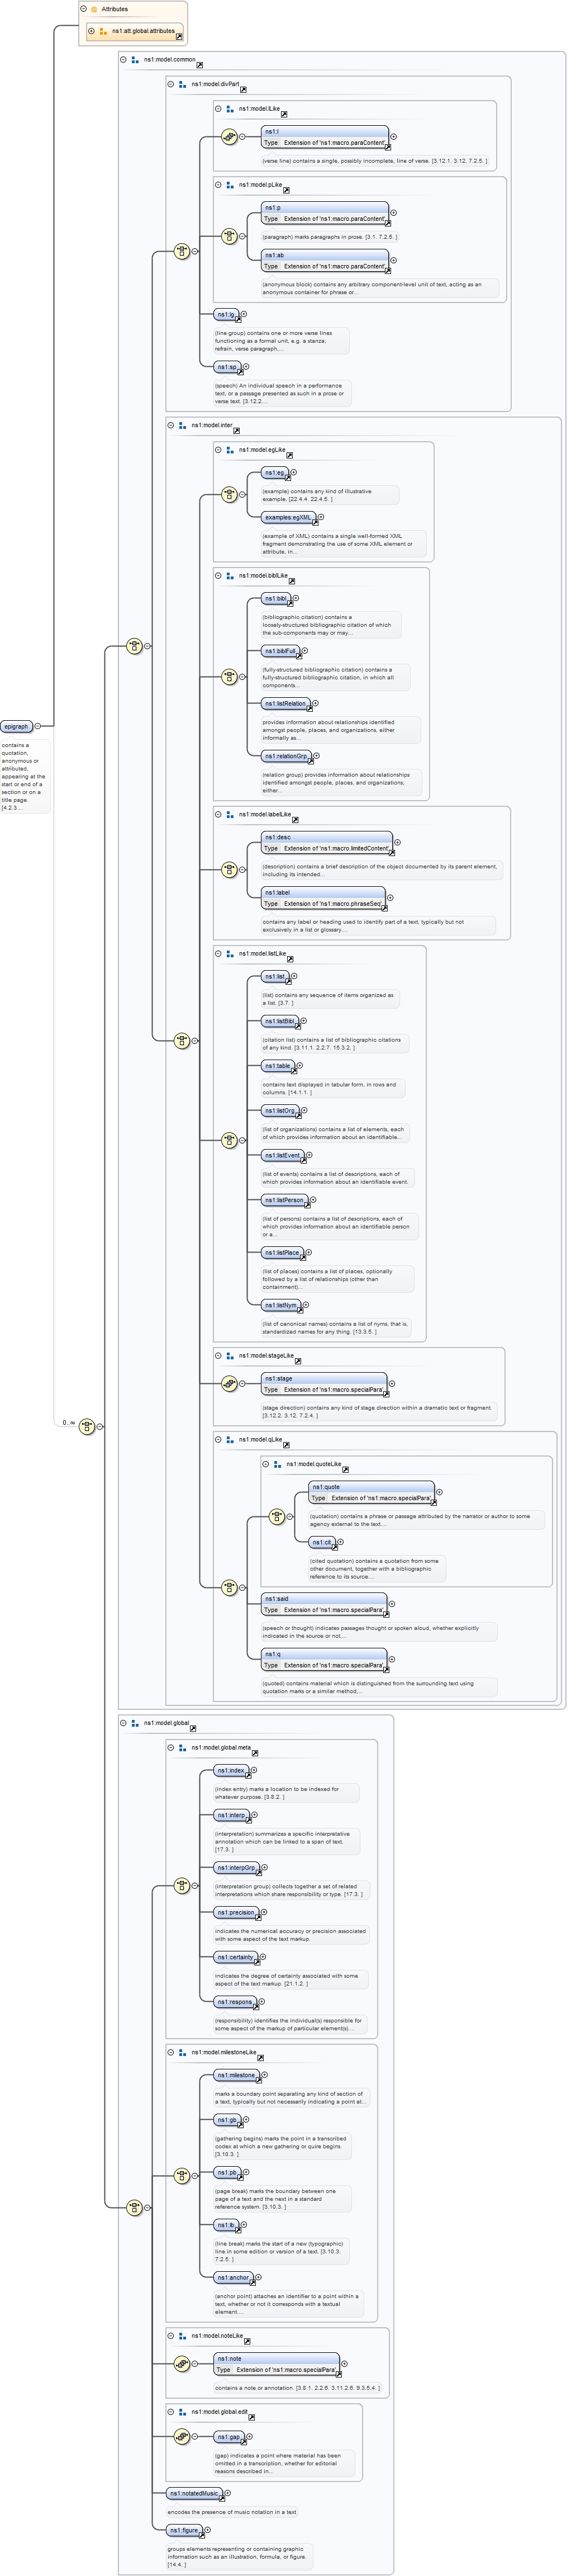 Attributes
ns1:att.global.attributes
ns1:model.common
ns1:model.divPart
ns1:model.lLike
ns1:l
Type Extension of 'ns1:macro.paraContent'
(verse line) contains a single, possibly incomplete, line of verse. [3.12.1. 3.12. 7.2.5. ]
ns1:model.pLike
ns1:p
Type Extension of 'ns1:macro.paraContent'
(paragraph) marks paragraphs in prose. [3.1. 7.2.5. ]
ns1:ab
Type Extension of 'ns1:macro.paraContent'
(anonymous block) contains any arbitrary component-level unit of text, acting as an
anonymous container for phrase or...
ns1:lg
(line group) contains one or more verse lines
functioning as a formal unit, e.g. a stanza,
refrain, verse paragraph,...
ns1:sp
(speech) An individual speech in a performance
text, or a passage presented as such in a prose or
verse text. [3.12.2....
ns1:model.inter
ns1:model.egLike
ns1:eg
(example) contains any kind of illustrative
example. [22.4.4. 22.4.5. ]
examples:egXML
(example of XML) contains a single well-formed XML
fragment demonstrating the use of some XML element or
attribute, in...
ns1:model.biblLike
ns1:bibl
(bibliographic citation) contains a
loosely-structured bibliographic citation of which
the sub-components may or may...
ns1:biblFull
(fully-structured bibliographic citation) contains a
fully-structured bibliographic citation, in which all
components...
ns1:listRelation
provides information about relationships identified
amongst people, places, and organizations, either
informally as...
ns1:relationGrp
(relation group) provides information about relationships
identified amongst people, places, and organizations,
either...
epigraph
contains a
quotation,
anonymous or
attributed,
appearing at the
start or end of a
section or on a
title page.
[4.2.3....
ns1:model.labelLike
ns1:desc
Type Extension of 'ns1:macro.limitedContent'
(description) contains a brief description of the object documented by its parent element,
including its intended...
ns1:label
Type Extension of 'ns1:macro.phraseSeq'
contains any label or heading used to identify part of a text, typically but not
exclusively in a list or glossary....
ns1:model.listLike
ns1:list
(list) contains any sequence of items organized as
a list. [3.7. ]
ns1:listBibl
(citation list) contains a list of bibliographic citations
of any kind. [3.11.1. 2.2.7. 15.3.2. ]
ns1:table
contains text displayed in tabular form, in rows and
columns. [14.1.1. ]
ns1:listOrg
(list of organizations) contains a list of elements, each
of which provides information about an identifiable...
ns1:listEvent
(list of events) contains a list of descriptions, each of
which provides information about an identifiable event.
ns1:listPerson
(list of persons) contains a list of descriptions, each of
which provides information about an identifiable person
or a...
ns1:listPlace
(list of places) contains a list of places, optionally
followed by a list of relationships (other than
containment)...
ns1:listNym
(list of canonical names) contains a list of nyms, that is,
standardized names for any thing. [13.3.5. ]
ns1:model.stageLike
ns1:stage
Type Extension of 'ns1:macro.specialPara'
(stage direction) contains any kind of stage direction within a dramatic text or fragment.
[3.12.2. 3.12. 7.2.4. ]
0..∞
ns1:model.qLike
ns1:model.quoteLike
ns1:quote
Type Extension of 'ns1:macro.specialPara'
(quotation) contains a phrase or passage attributed by the narrator or author to some
agency external to the text....
ns1:cit
(cited quotation) contains a quotation from some
other document, together with a bibliographic
reference to its source....
ns1:said
Type Extension of 'ns1:macro.specialPara'
(speech or thought) indicates passages thought or spoken aloud, whether explicitly
indicated in the source or not,...
ns1:q
Type Extension of 'ns1:macro.specialPara'
(quoted) contains material which is distinguished from the surrounding text using
quotation marks or a similar method,...
ns1:model.global
ns1:model.global.meta
ns1:index
(index entry) marks a location to be indexed for
whatever purpose. [3.8.2. ]
ns1:interp
(interpretation) summarizes a specific interpretative
annotation which can be linked to a span of text.
[17.3. ]
ns1:interpGrp
(interpretation group) collects together a set of related
interpretations which share responsibility or type. [17.3. ]
ns1:precision
indicates the numerical accuracy or precision associated
with some aspect of the text markup.
ns1:certainty
indicates the degree of certainty associated with some
aspect of the text markup. [21.1.2. ]
ns1:respons
(responsibility) identifies the individual(s) responsible for
some aspect of the markup of particular element(s)....
ns1:model.milestoneLike
ns1:milestone
marks a boundary point separating any kind of section of
a text, typically but not necessarily indicating a point at...
ns1:gb
(gathering begins) marks the point in a transcribed
codex at which a new gathering or quire begins.
[3.10.3. ]
ns1:pb
(page break) marks the boundary between one
page of a text and the next in a standard
reference system. [3.10.3. ]
ns1:lb
(line break) marks the start of a new (typographic)
line in some edition or version of a text. [3.10.3.
7.2.5. ]
ns1:anchor
(anchor point) attaches an identifier to a point within a
text, whether or not it corresponds with a textual
element....
ns1:model.noteLike
ns1:note
Type Extension of 'ns1:macro.specialPara'
contains a note or annotation. [3.8.1. 2.2.6. 3.11.2.6. 9.3.5.4. ]
ns1:model.global.edit
ns1:gap
(gap) indicates a point where material has been
omitted in a transcription, whether for editorial
reasons described in...
ns1:notatedMusic
encodes the presence of music notation in a text
ns1:figure
groups elements representing or containing graphic
information such as an illustration, formula, or figure.
[14.4. ]